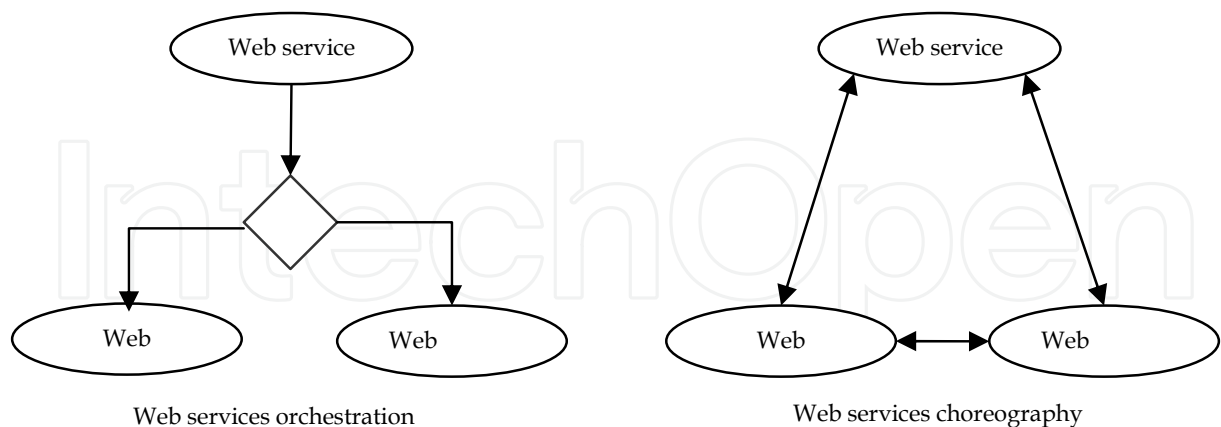 Web service
Web
Web
Web services orchestration
Web service
Web
Web
Web services choreography
IntechOpen